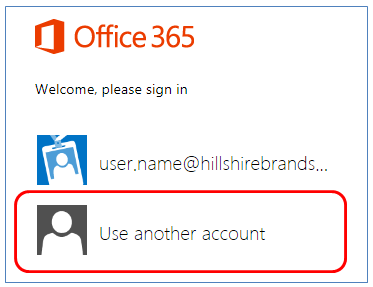 Office 365
Welcome, please sign in
user.name@hillshirebrands...
Use another account